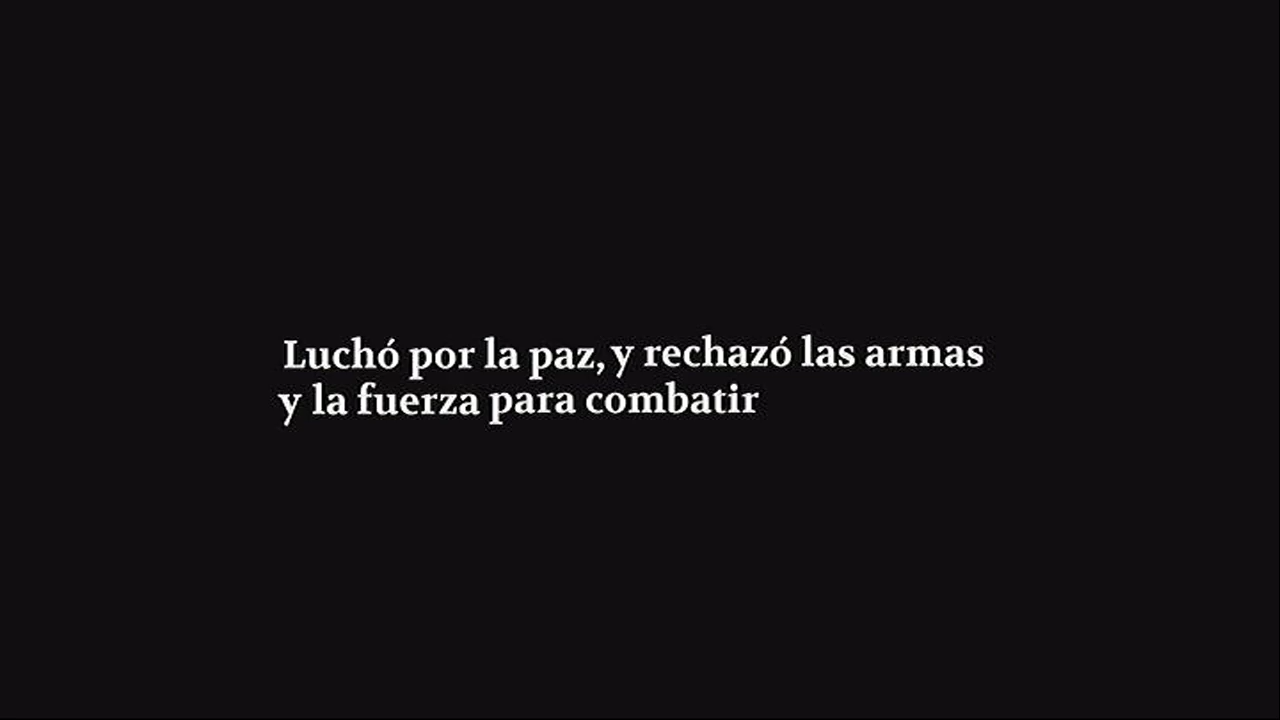 Luchó por la paz, y rechazó las armas
y la fuerza para combatir